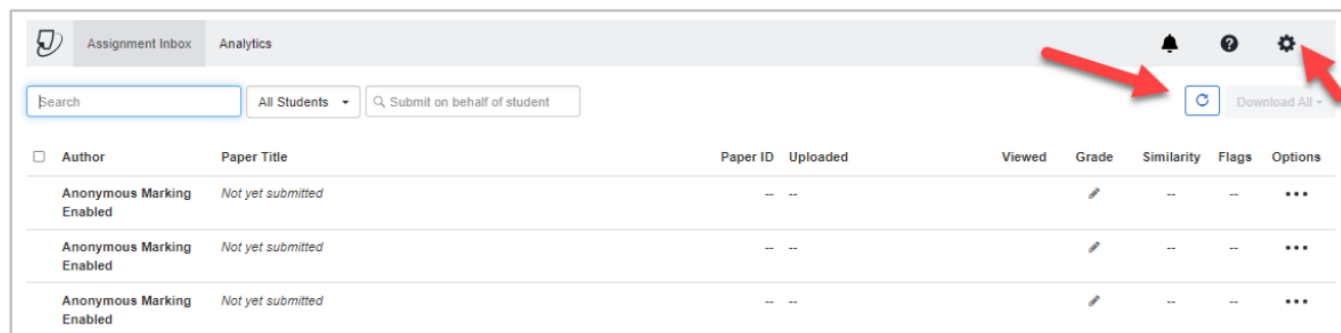 Assignment Inbox Analytics
Search All Students Submit on behalf of student Download All
Author Paper Title Paper ID Uploaded Viewed Grade Similarity Flags Options
Anonymous Marking Not yet submitted -- -- -- --
Enabled
Anonymous Marking Not yet submitted -- -- -- --
Enabled
Anonymous Marking Not yet submitted -- -- -- --
Enabled